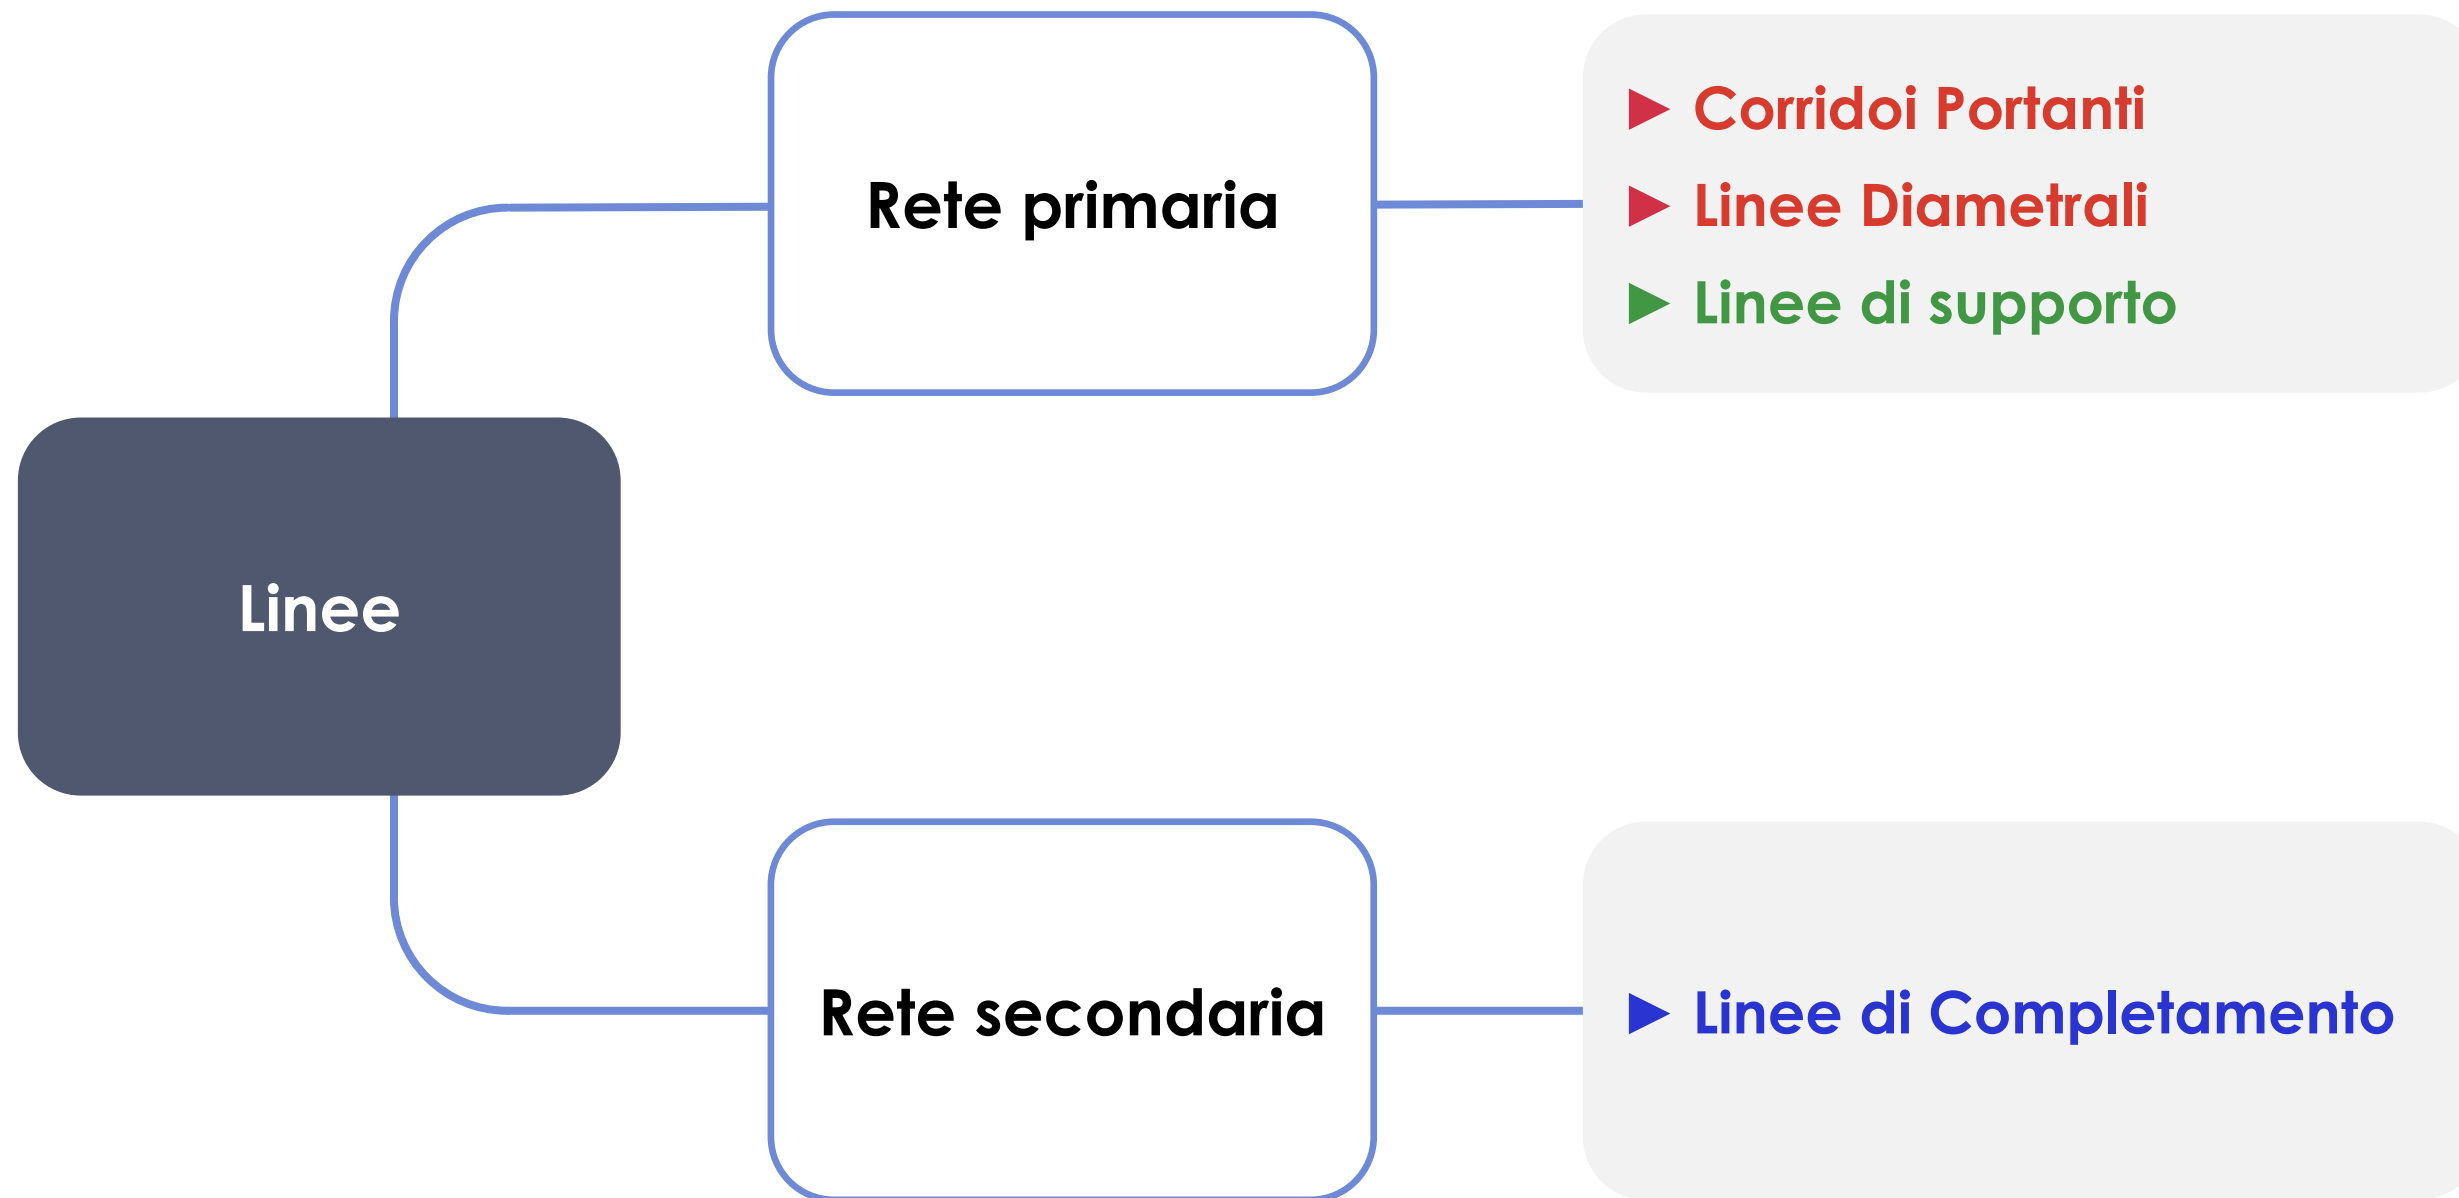 Linee
Rete primaria
Corridoi Portanti
Linee Diametrali
Linee di supporto
Rete secondaria
Linee di Completamento